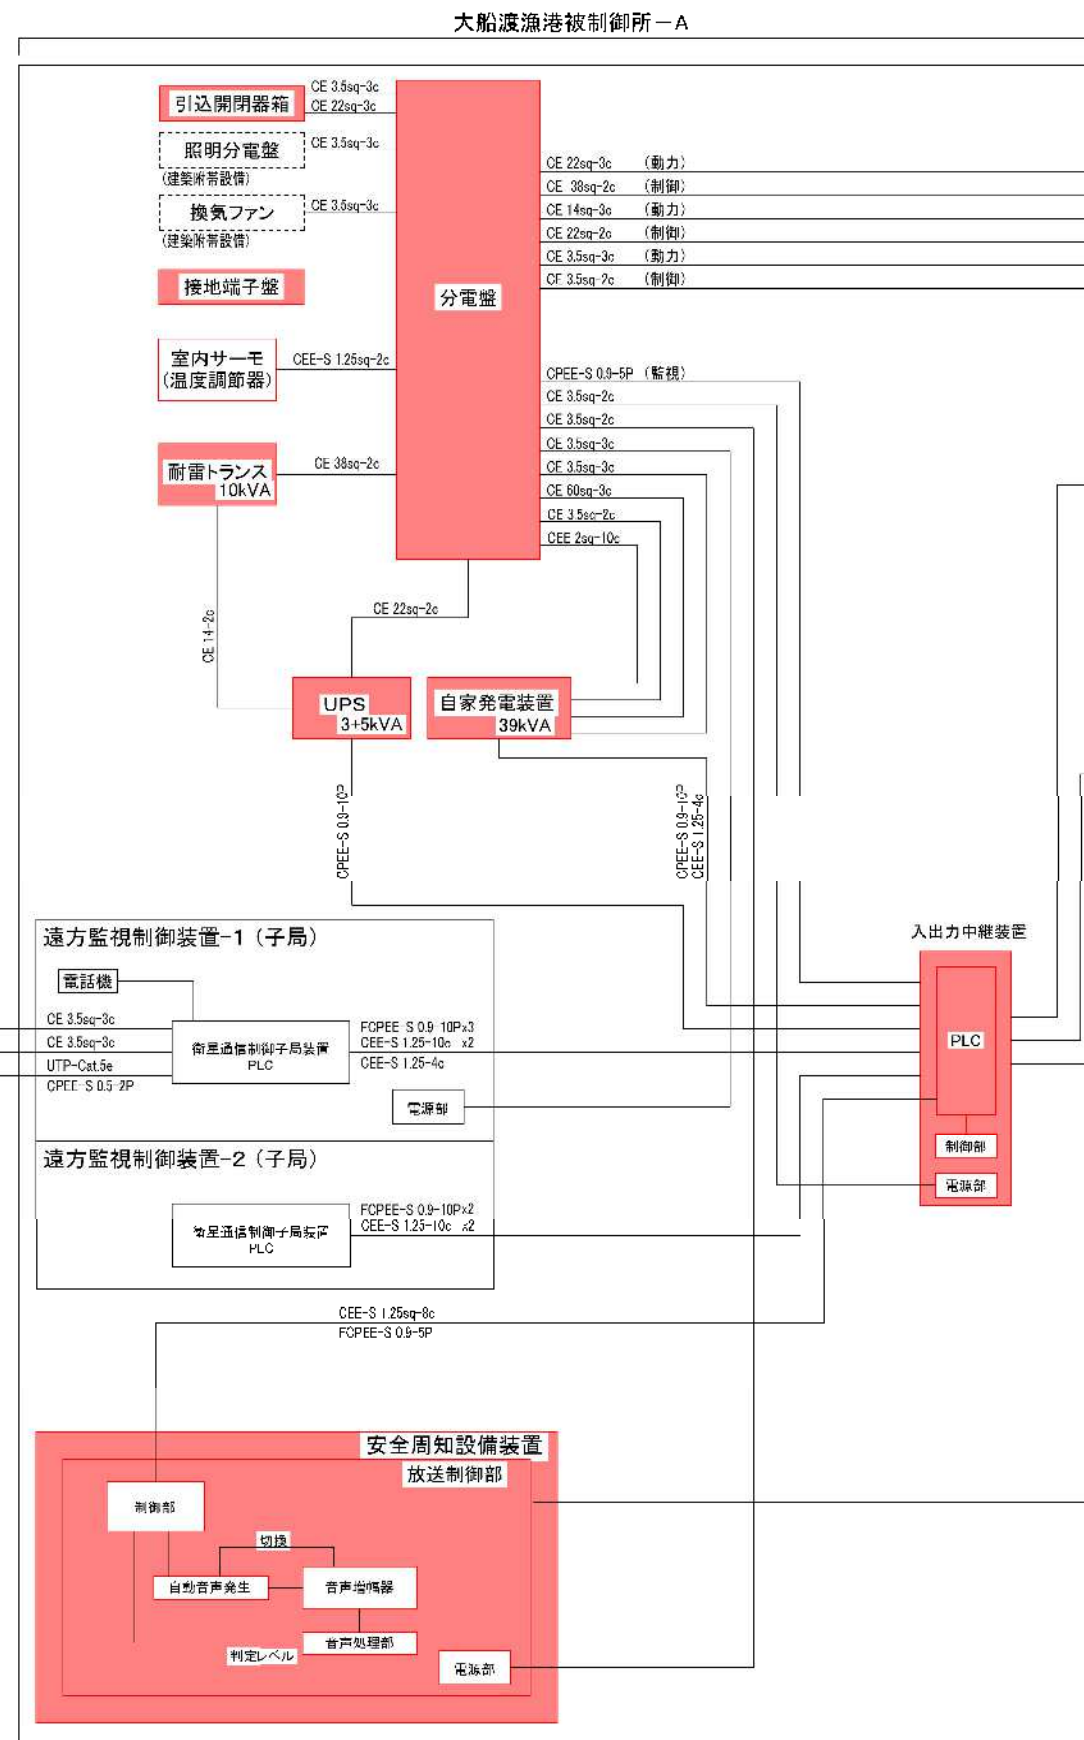 大船渡漁港被制御所－A
引込開閉器箱
CE 3.5sq-3c
CE 22sq-3c
照明分電盤
CE 3.5sq-3c
(建築附帯設備)
換気ファン
CE 3.5sq-3c
(建築附帯設備)
接地端子盤
室内サーモ
(温度調節器)
CEE-S 1.25sq-2c
耐雷トランス
10kVA
CE 38sq-2c
分電盤
CE 22sq-3c (動力)
CE 38sq-2c (制御)
CE 14sq-3c (動力)
CE 22sq-2c (制御)
CE 3.5sq-3c (動力)
CE 3.5sq-2c (制御)
CPEE-S 0.9-5P (監視)
CE 3.5sq-2c
CE 3.5sq-2c
CE 3.5sq-3c
CE 3.5sq-3c
CE 60sq-3c
CE 3.5sq-2c
CEE 2sq-10c
CE 22sq-2c
CE 14-2c
UPS
3+5kVA
自家発電装置
39kVA
CPEE-S 0.9-10P
CPEE-S 0.9-10P
CEE-S 1.25-4c
遠方監視制御装置-1 (子局)
電話機
CE 3.5sq-3c
CE 3.5sq-3c
UTP-Cat.5e
CPEE-S 0.5-2P
衛星通信制御子局装置
PLC
FCPEE-S 0.9-10Px3
CEE-S 1.25-10c x2
CEE-S 1.25-4c
電源部
遠方監視制御装置-2 (子局)
衛星通信制御子局装置
PLC
FCPEE-S 0.9-10Px2
CEE-S 1.25-10c x2
入出力中継装置
PLC
制御部
電源部
CEE-S 1.25sq-8c
FCPEE-S 0.9-5P
安全周知設備装置
放送制御部
制御部
切換
自動音声発生
音声増幅器
音声処理部
判定レベル
電源部